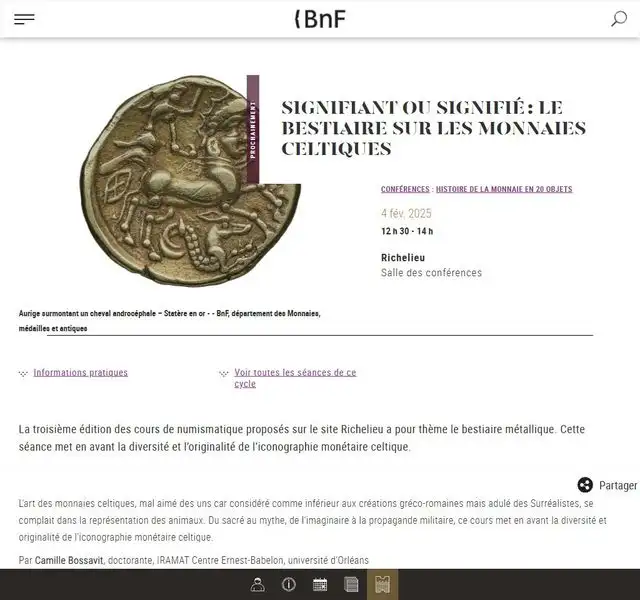 BnF
PROCHAINEMENT
SIGNIFIANT OU SIGNIFIÉ : LE
BESTIAIRE SUR LES MONNAIES
CELTIQUES
CONFÉRENCES : HISTOIRE DE LA MONNAIE EN 20 OBJETS
4 fév. 2025
12 h 30 - 14 h
Richelieu
Salle des conférences
Aurige surmontant un cheval androcéphale – Statère en or - - BnF, département des Monnaies,
médailles et antiques
Informations pratiques
Voir toutes les séances de ce
cycle
La troisième édition des cours de numismatique proposés sur le site Richelieu a pour thème le bestiaire métallique. Cette
séance met en avant la diversité et l'originalité de l'iconographie monétaire celtique.
Partager
L'art des monnaies celtiques, mal aimé des uns car considéré comme inférieur aux créations gréco-romaines mais adulé des Surréalistes, se
complait dans la représentation des animaux. Du sacré au mythe, de l'imaginaire à la propagande militaire, ce cours met en avant la diversité et
originalité de l'iconographie monétaire celtique.
Par Camille Bossavit, doctorante, IRAMAT Centre Ernest-Babelon, université d'Orléans